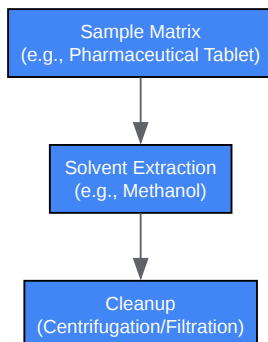 Sample Matrix
(e.g., Pharmaceutical Tablet)
Solvent Extraction
(e.g., Methanol)
Cleanup
(Centrifugation/Filtration)